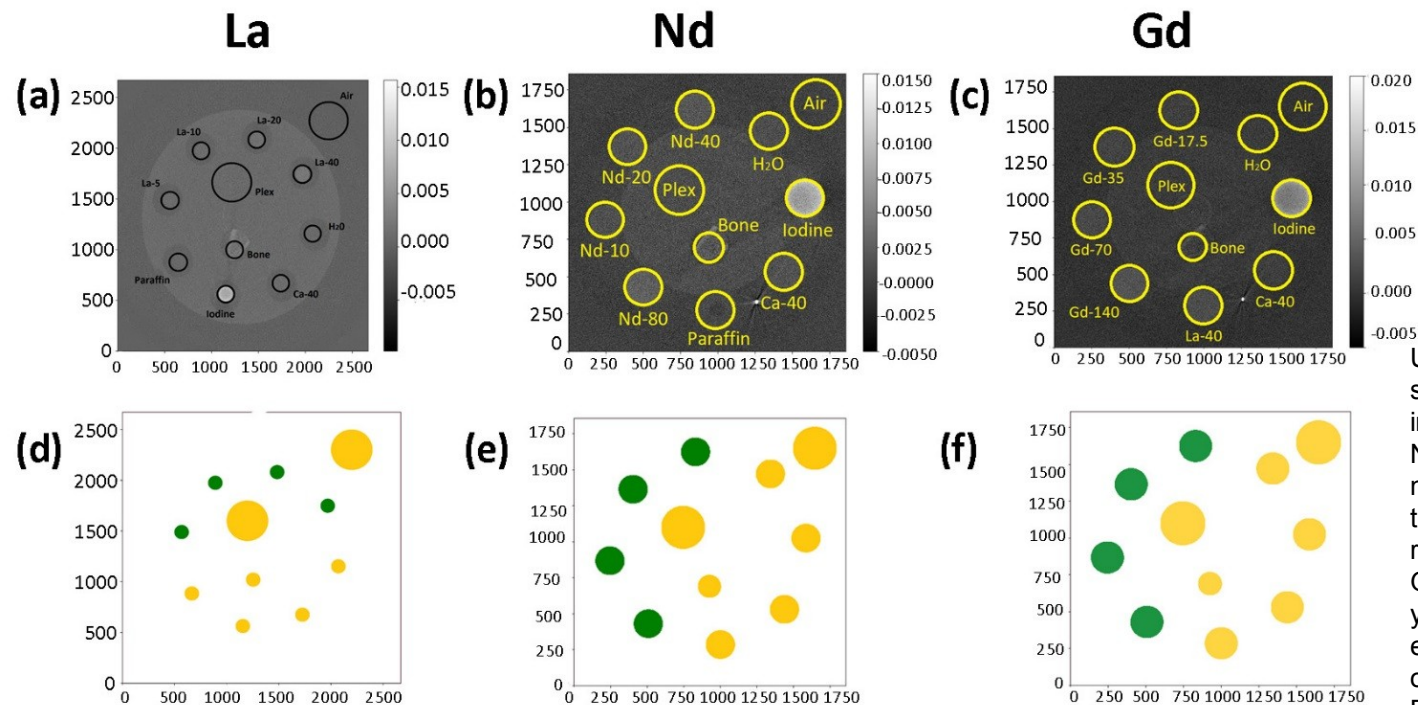 La Nd Gd
(a)
2500
2000
1500
1000
500
0
0 500 1000 1500 2000 2500
0.015
0.010
0.005
0.000
-0.005
Air
La-20
La-10
La-40
La-5
Plex
H₂0
Bone
Paraffin
Ca-40
Iodine
(b)
1750
1500
1250
1000
750
500
250
0
250 500 750 1000 1250 1500 1750
0.0150
0.0125
0.0100
0.0075
0.0050
0.0025
-0.0000
-0.0025
-0.0050
Air
Nd-40
H₂O
Nd-20
Plex
Iodine
Nd-10
Bone
Ca-40
Nd-80
Paraffin
(c)
1750
1500
1250
1000
750
500
250
0
0 250 500 750 1000 1250 1500 1750
0.020
0.015
0.010
0.005
0.000
-0.005
Air
Gd-17.5
H₂O
Gd-35
Plex
Iodine
Gd-70
Bone
Gd-140
Ca-40
La-40
(d)
2500
2000
1500
1000
500
0
0 500 1000 1500 2000 2500
(e)
1750
1500
1250
1000
750
500
250
0
0 250 500 750 1000 1250 1500 1750
(f)
1750
1500
1250
1000
750
500
250
0
0 250 500 750 1000 1250 1500 1750